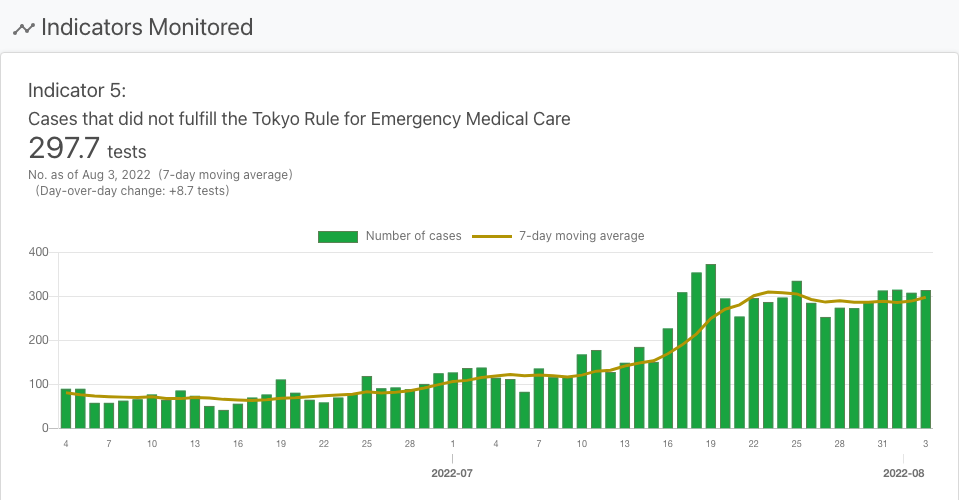 Indicators Monitored
Indicator 5:
Cases that did not fulfill the Tokyo Rule for Emergency Medical Care
297.7 tests
No. as of Aug 3, 2022 (7-day moving average)
(Day-over-day change: +8.7 tests)
Number of cases 7-day moving average
400
300
200
100
0
4 7 10 13 16 19 22 25 28 1 4 7 10 13 16 19 22 25 28 31 3
2022-07 2022-08